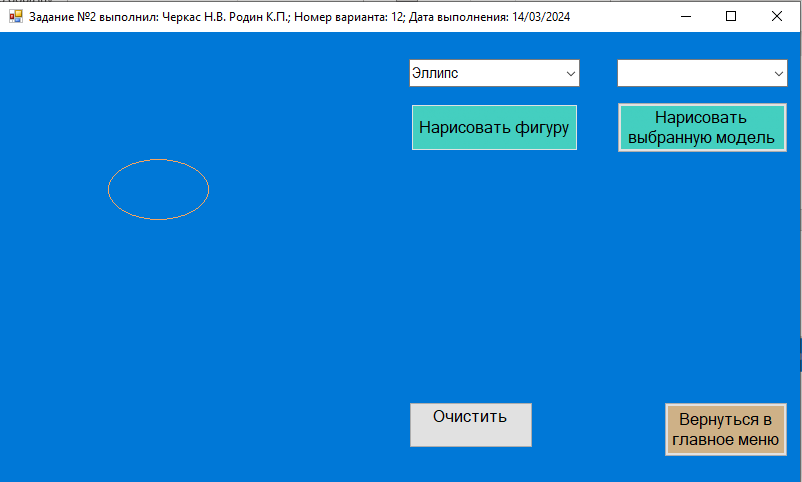 Задание №2 выполнил: Черкас Н.В. Родин К.П.; Номер варианта: 12; Дата выполнения: 14/03/2024
Эллипс
Нарисовать фигуру
Нарисовать
выбранную модель
Очистить
Вернуться в
главное меню